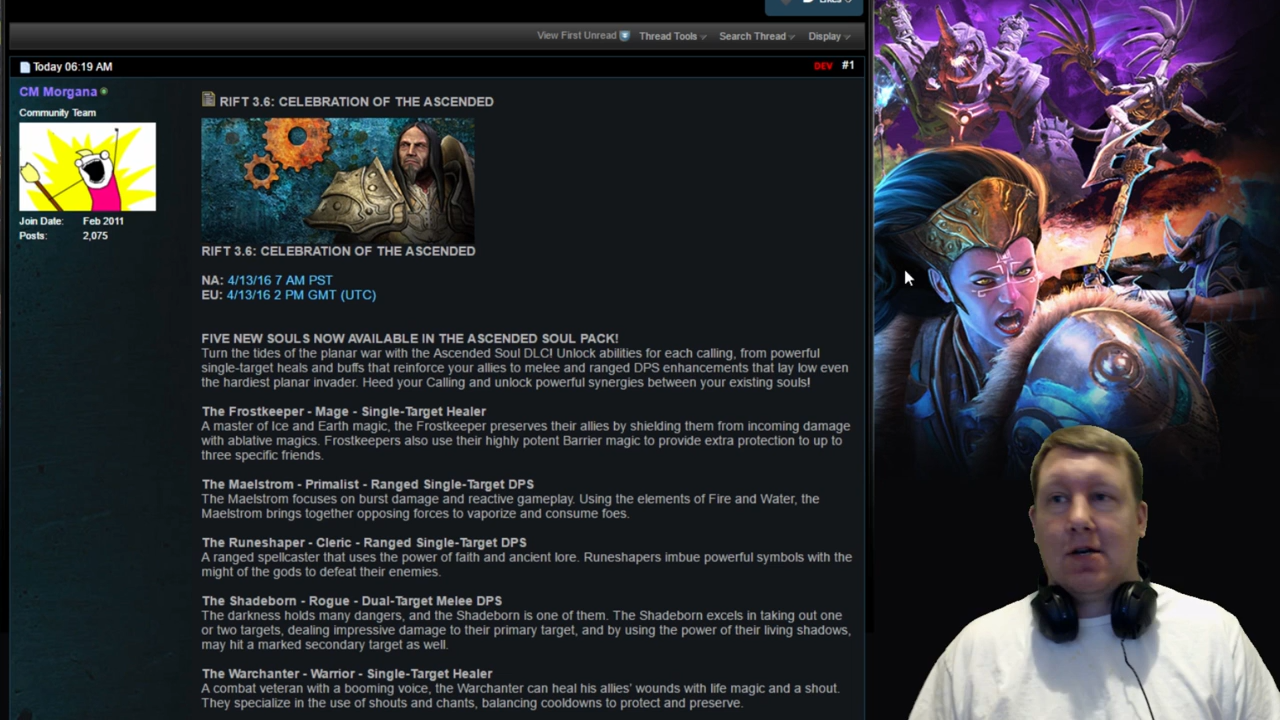 Likes
View First Unread Thread Tools Search Thread Display
Today 06:19 AM DEV #1
CM Morgana
Community Team
Join Date: Feb 2011
Posts: 2,075
RIFT 3.6: CELEBRATION OF THE ASCENDED
RIFT 3.6: CELEBRATION OF THE ASCENDED
NA: 4/13/16 7 AM PST
EU: 4/13/16 2 PM GMT (UTC)
FIVE NEW SOULS NOW AVAILABLE IN THE ASCENDED SOUL PACK!
Turn the tides of the planar war with the Ascended Soul DLC! Unlock abilities for each calling, from powerful
single-target heals and buffs that reinforce your allies to melee and ranged DPS enhancements that lay low even
the hardiest planar invader. Heed your Calling and unlock powerful synergies between your existing souls!
The Frostkeeper - Mage - Single-Target Healer
A master of Ice and Earth magic, the Frostkeeper preserves their allies by shielding them from incoming damage
with ablative magics. Frostkeepers also use their highly potent Barrier magic to provide extra protection to up to
three specific friends.
The Maelstrom - Primalist - Ranged Single-Target DPS
The Maelstrom focuses on burst damage and reactive gameplay. Using the elements of Fire and Water, the
Maelstrom brings together opposing forces to vaporize and consume foes.
The Runeshaper - Cleric - Ranged Single-Target DPS
A ranged spellcaster that uses the power of faith and ancient lore. Runeshapers imbue powerful symbols with the
might of the gods to defeat their enemies.
The Shadeborn - Rogue - Dual-Target Melee DPS
The darkness holds many dangers, and the Shadeborn is one of them. The Shadeborn excels in taking out one
or two targets, dealing impressive damage to their primary target, and by using the power of their living shadows,
may hit a marked secondary target as well.
The Warchanter - Warrior - Single-Target Healer
A combat veteran with a booming voice, the Warchanter can heal his allies' wounds with life magic and a shout.
They specialize in the use of shouts and chants, balancing cooldowns to protect and preserve.